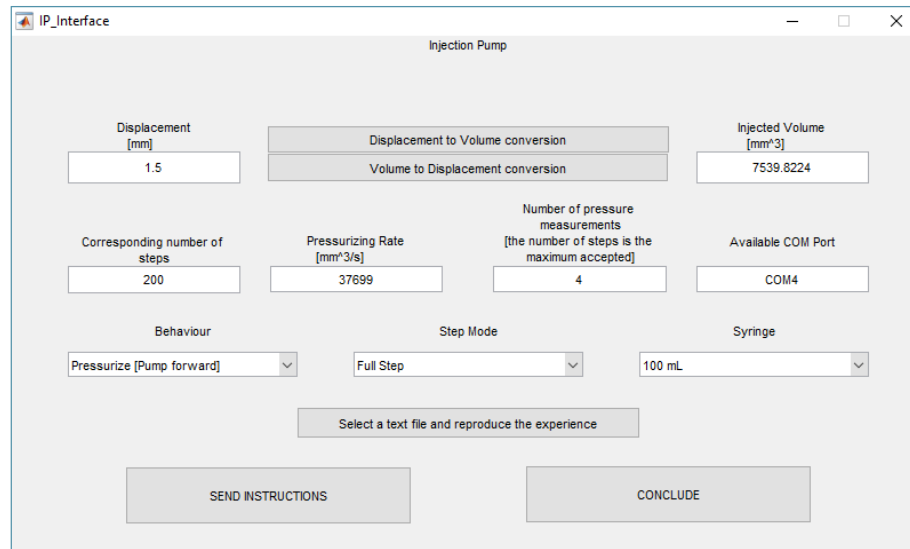 IP_Interface
Injection Pump
Displacement
[mm]
1.5
Displacement to Volume conversion
Volume to Displacement conversion
Injected Volume
[mm^3]
7539.8224
Corresponding number of
steps
200
Pressurizing Rate
[mm^3/s]
37699
Number of pressure
measurements
[the number of steps is the
maximum accepted]
4
Available COM Port
COM4
Behaviour
Pressurize [Pump forward]
Step Mode
Full Step
Syringe
100 mL
Select a text file and reproduce the experience
SEND INSTRUCTIONS
CONCLUDE